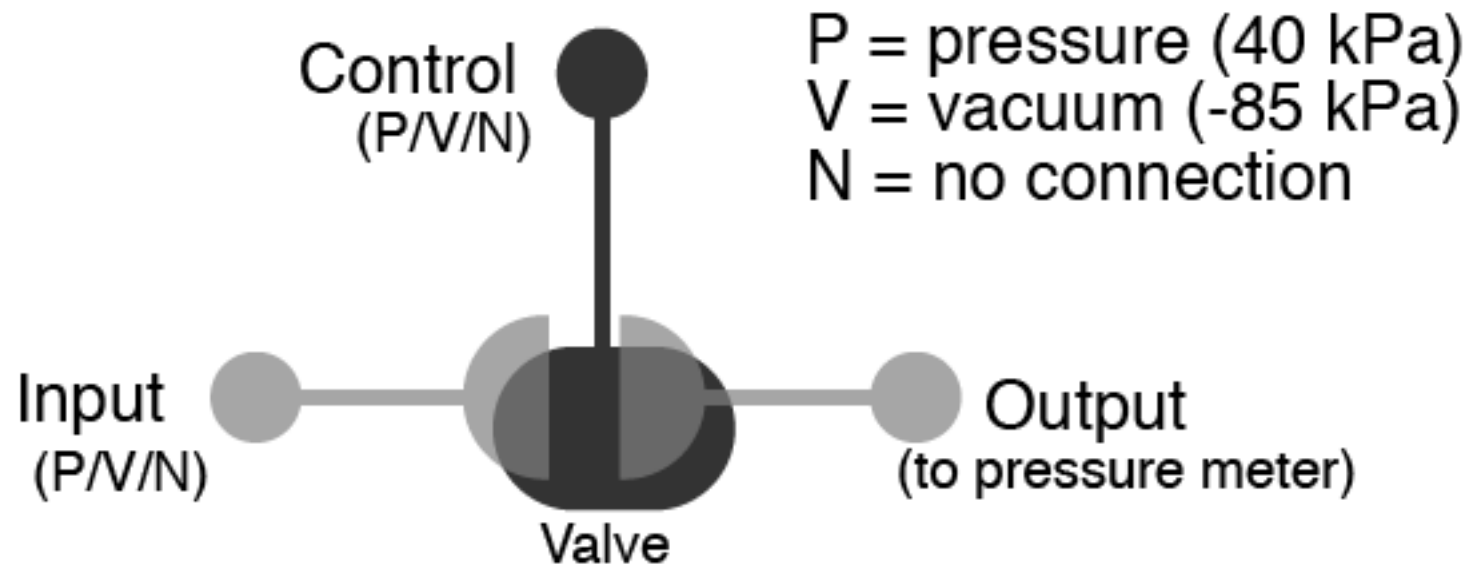 Control
(P/V/N)
P = pressure (40 kPa)
V = vacuum (-85 kPa)
N = no connection
Input
(P/V/N)
Output
(to pressure meter)
Valve